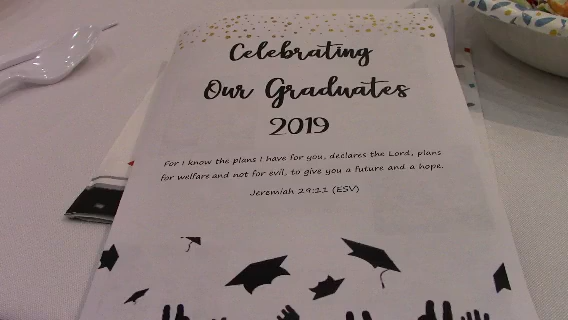 Celebrating
Our Graduates
2019
For I know the plans I have for you, declares the Lord, plans
for welfare and not for evil, to give you a future and a hope.
Jeremiah 29:11 (ESV)